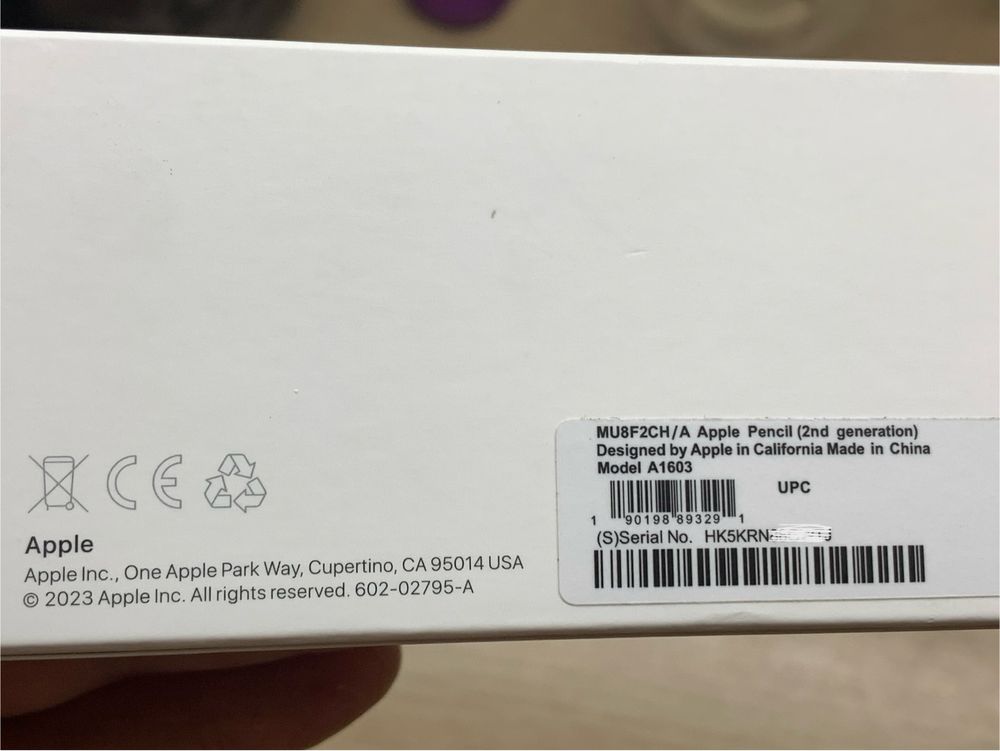 Apple
Apple Inc., One Apple Park Way, Cupertino, CA 95014 USA
© 2023 Apple Inc. All rights reserved. 602-02795-A
MU8F2CH/A Apple Pencil (2nd generation)
Designed by Apple in California Made in China
Model A1603
UPC
1 90198 89329 1
(S)Serial No. HK5KRN